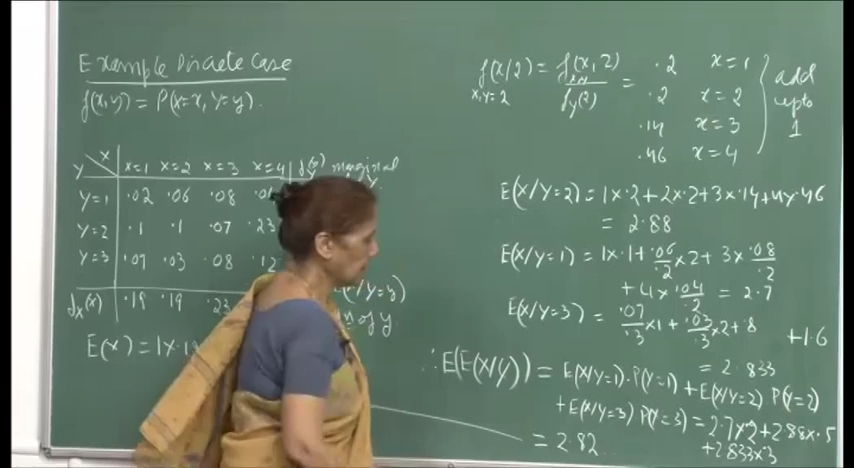 Example Discrete Case
f(x,y) = P(X=x, Y=y).
Y X x=1 x=2 x=3 x=4 fY(y) marginal
Y=1 .02 .06 .08
Y=2 .1 .1 .07 .23
Y=3 .07 .03 .08 .12
fX(x) .19 .19 .23
E(X) = 1x.19
/Y=y)
of y.
f(x/2) = f(x,2) / fY(2) = .2 x=1
X,Y=2
.2 x=2
.14 x=3
.46 x=4
add upto 1
E(X/Y=2) = 1x.2+2x.2+3x.14+4x.46
= 2.88
E(X/Y=1) = 1x.1+.06/.2 x2+3x .08/.2
+4x .04/.2 = 2.7
E(X/Y=3) = .07/.3 x1+.03/.3 x2+.8 +1.6
= 2.833
∴E(E(X/Y)) = E(X/Y=1).P(Y=1)+E(X/Y=2) P(Y=2)
+E(X/Y=3) P(Y=3) = 2.7x.2+2.88x.5
+2.833x.3
= 2.82